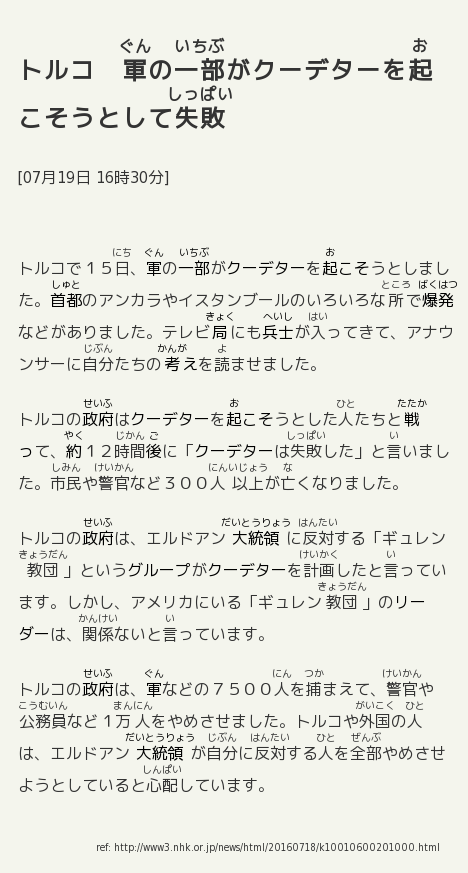 トルコ　軍の一部がクーデターを起
こそうとして失敗
[07月19日 16時30分]
トルコで１５日、軍の一部がクーデターを起こそうとしまし
た。首都のアンカラやイスタンブールのいろいろな所で爆発
などがありました。テレビ局にも兵士が入ってきて、アナウ
ンサーに自分たちの考えを読ませました。
トルコの政府はクーデターを起こそうとした人たちと戦
って、約１２時間後に「クーデターは失敗した」と言いまし
た。市民や警官など３００人以上が亡くなりました。
トルコの政府は、エルドアン大統領に反対する「ギュレン
教団」というグループがクーデターを計画したと言ってい
ます。しかし、アメリカにいる「ギュレン教団」のリー
ダーは、関係ないと言っています。
トルコの政府は、軍などの７５００人を捕まえて、警官や
公務員など１万人をやめさせました。トルコや外国の人
は、エルドアン大統領が自分に反対する人を全部やめさせ
ようとしていると心配しています。
ref: http://www3.nhk.or.jp/news/html/20160718/k10010600201000.html